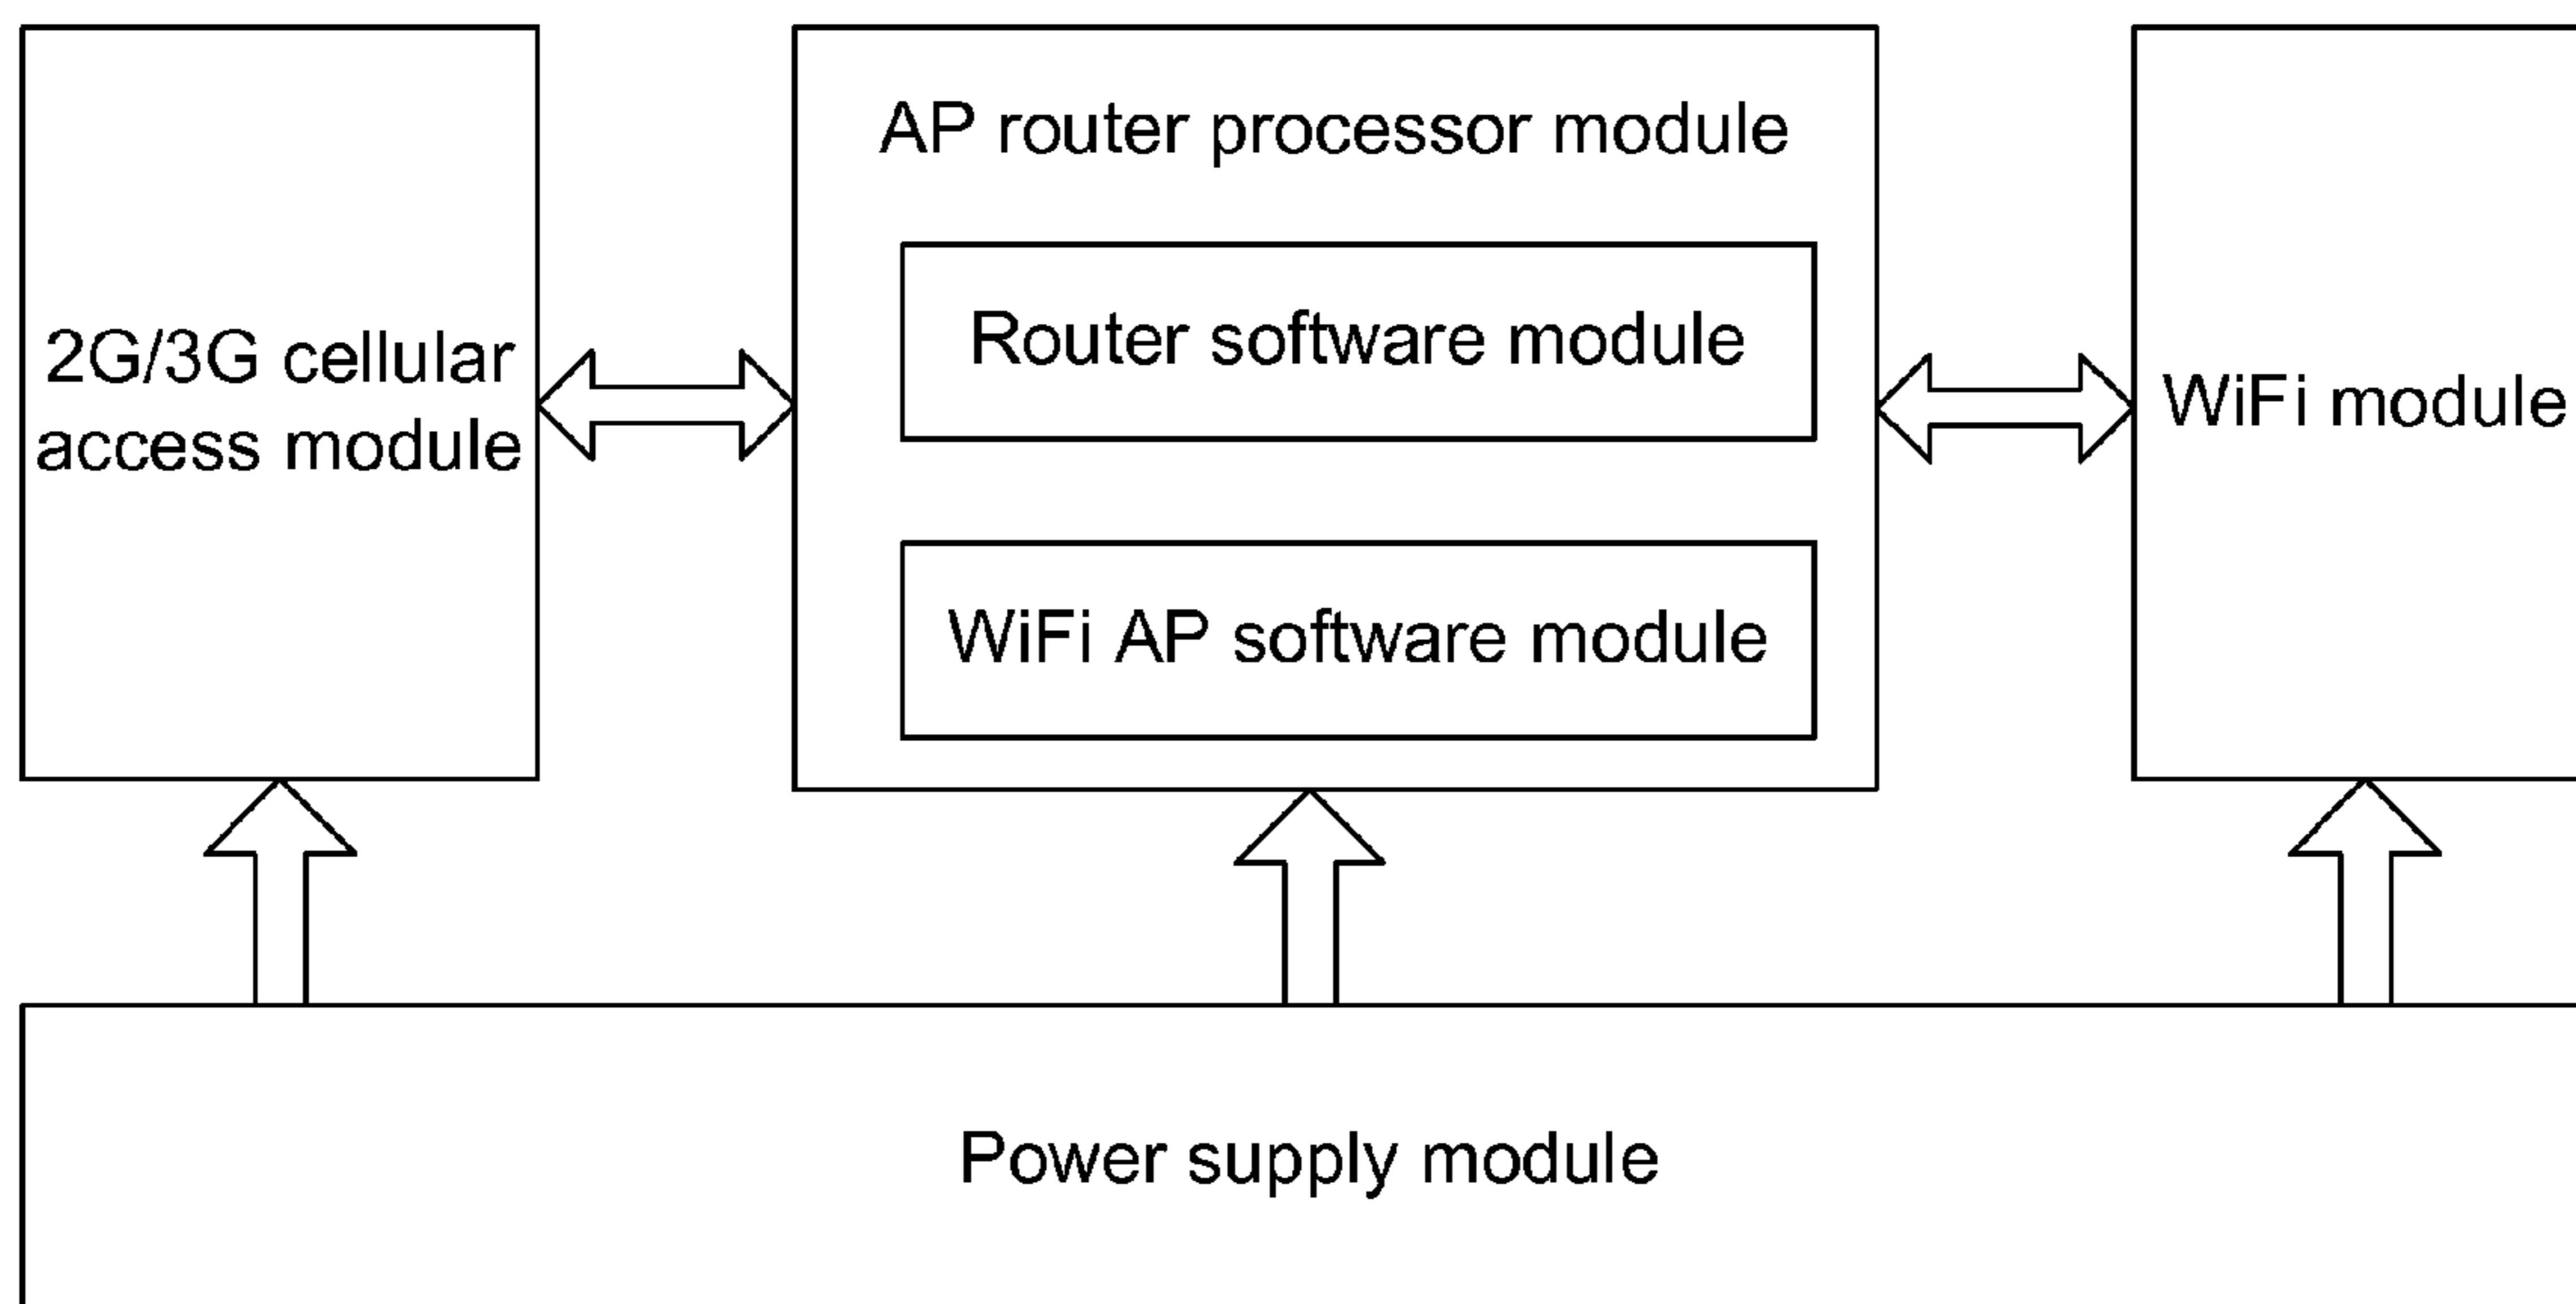 AP router processor module
Router software module
2G/3G cellular
access module
WiFi module
WiFi AP software module
Power supply module